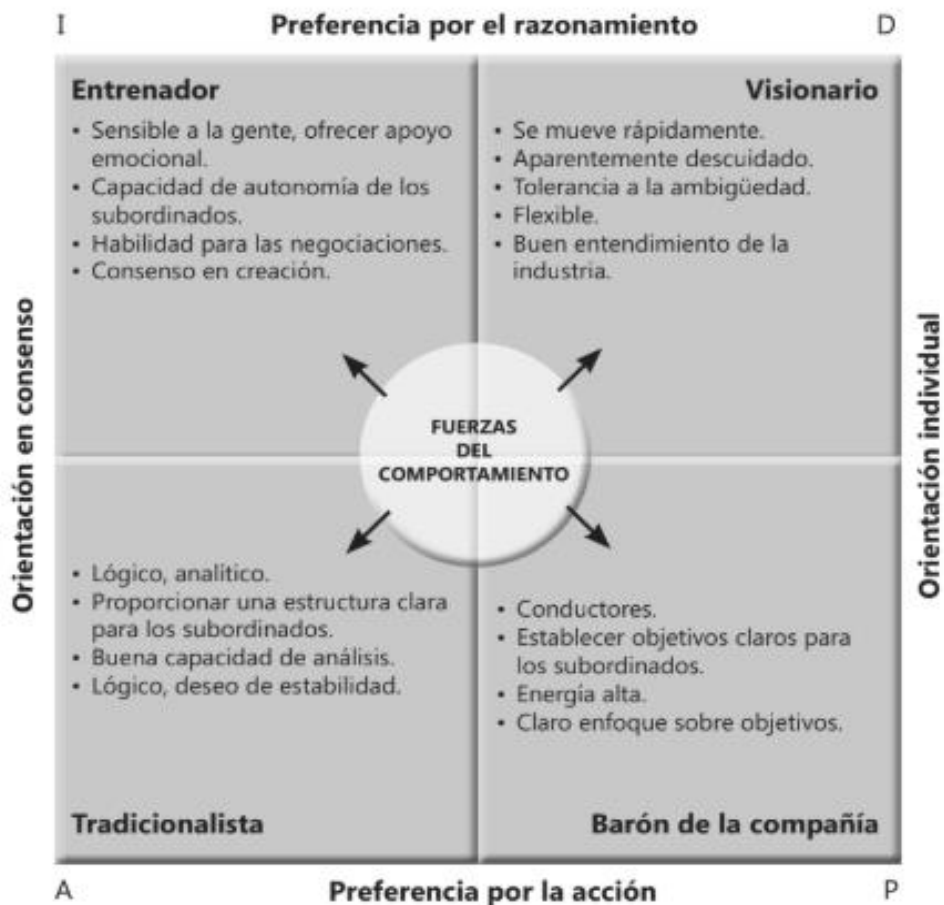 I Preferencia por el razonamiento D
Entrenador
• Sensible a la gente, ofrecer apoyo
emocional.
• Capacidad de autonomía de los
subordinados.
• Habilidad para las negociaciones.
• Consenso en creación.
Visionario
• Se mueve rápidamente.
• Aparentemente descuidado.
• Tolerancia a la ambigüedad.
• Flexible.
• Buen entendimiento de la
industria.
Orientación en consenso
FUERZAS
DEL
COMPORTAMIENTO
Orientación individual
• Lógico, analítico.
• Proporcionar una estructura clara
para los subordinados.
• Buena capacidad de análisis.
• Lógico, deseo de estabilidad.
Tradicionalista
• Conductores.
• Establecer objetivos claros para
los subordinados.
• Energía alta.
• Claro enfoque sobre objetivos.
Barón de la compañía
A Preferencia por la acción P